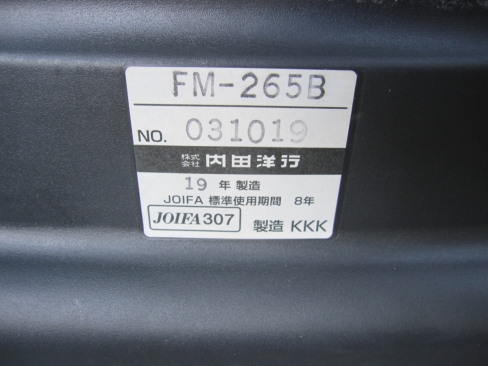 FM-265B
NO. 031019
株式会社 内田洋行
19 年 製造
JOIFA 標準使用期間 8年
JOIFA307 製造 KKK